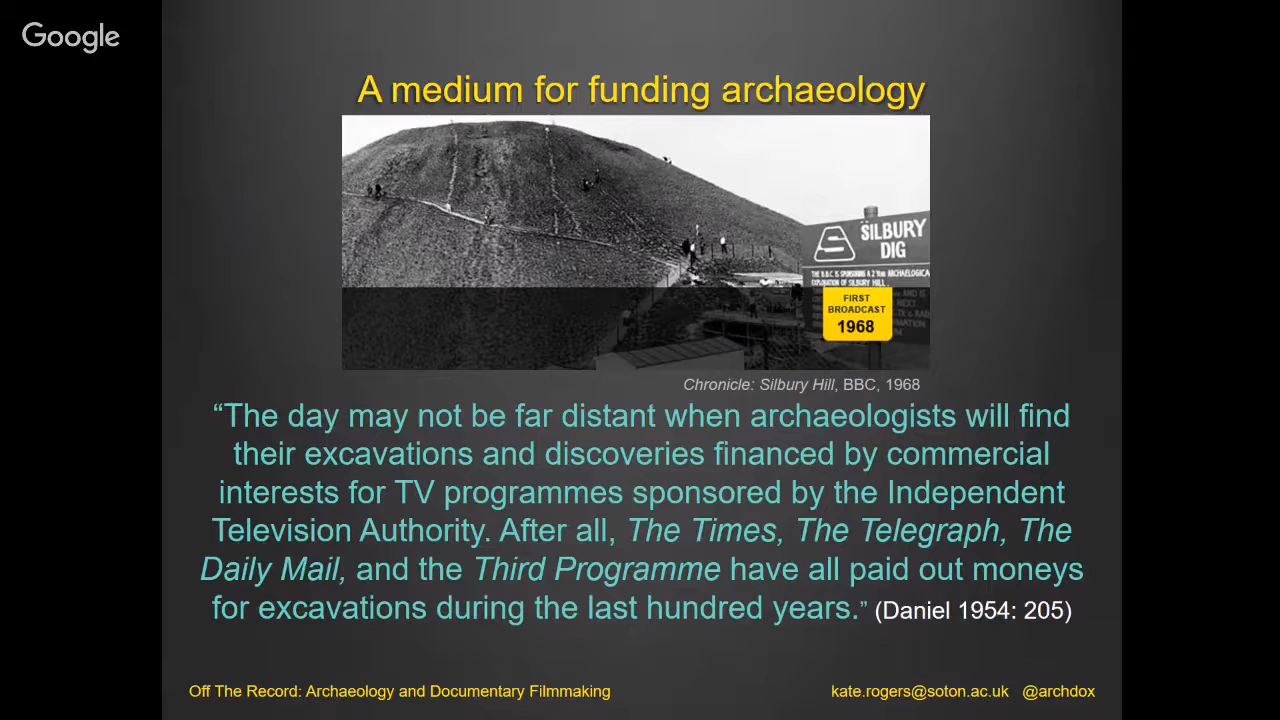 Google
A medium for funding archaeology
SILBURY
DIG
THE B.B.C. IS SPONSORING A 2 YEAR ARCHAEOLOGICA
EXPLORATION OF SILBURY HILL.
AND IS
NEXT
FIRST
BROADCAST
1968
Chronicle: Silbury Hill, BBC, 1968
“The day may not be far distant when archaeologists will find
their excavations and discoveries financed by commercial
interests for TV programmes sponsored by the Independent
Television Authority. After all, The Times, The Telegraph, The
Daily Mail, and the Third Programme have all paid out moneys
for excavations during the last hundred years.” (Daniel 1954: 205)
Off The Record: Archaeology and Documentary Filmmaking
kate.rogers@soton.ac.uk @archdox